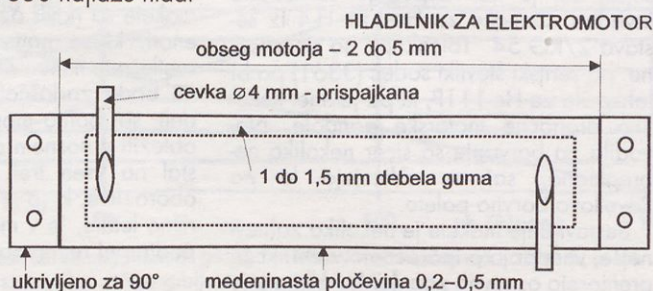 HLADILNIK ZA ELEKTROMOTOR
obseg motorja - 2 do 5 mm
cevka ⌀4 mm - prispajkana
1 do 1,5 mm debela guma
ukrivljeno za 90°
medeninasta pločevina 0,2–0,5 mm